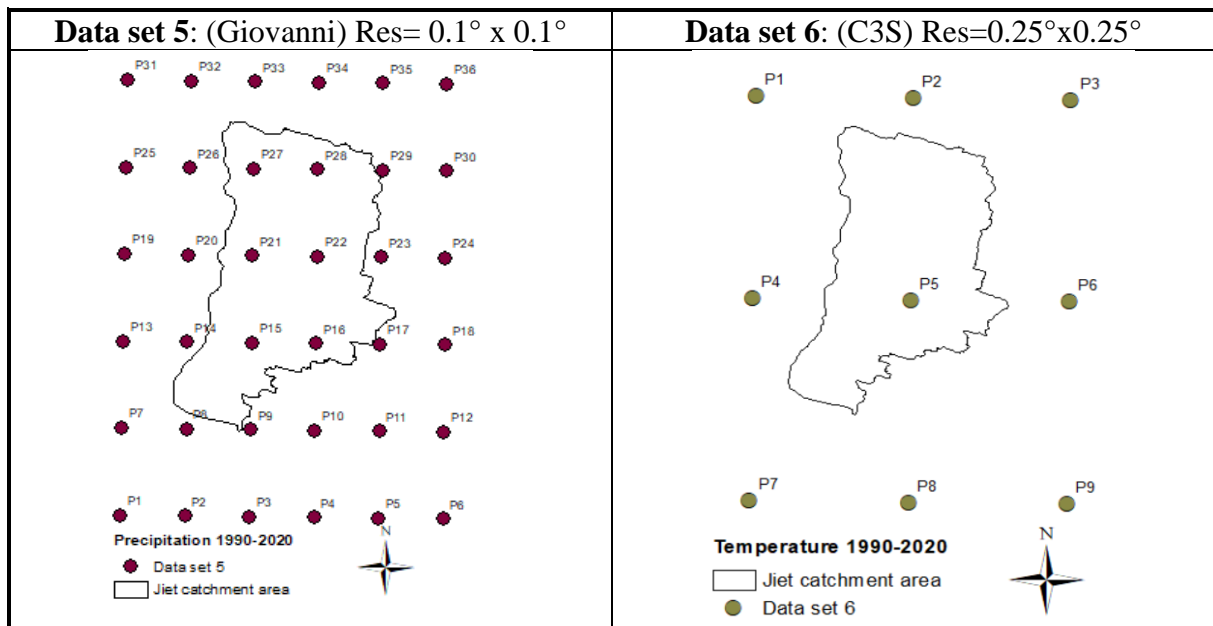 Data set 5: (Giovanni) Res= 0.1° x 0.1°
P31 P32 P33 P34 P35 P36
P25 P26 P27 P28 P29 P30
P19 P20 P21 P22 P23 P24
P13 P14 P15 P16 P17 P18
P7 P8 P9 P10 P11 P12
P1 P2 P3 P4 P5 P6
Precipitation 1990-2020
N
Data set 5
Jiet catchment area
Data set 6: (C3S) Res=0.25°x0.25°
P1 P2 P3
P4 P5 P6
P7 P8 P9
Temperature 1990-2020
N
Jiet catchment area
Data set 6